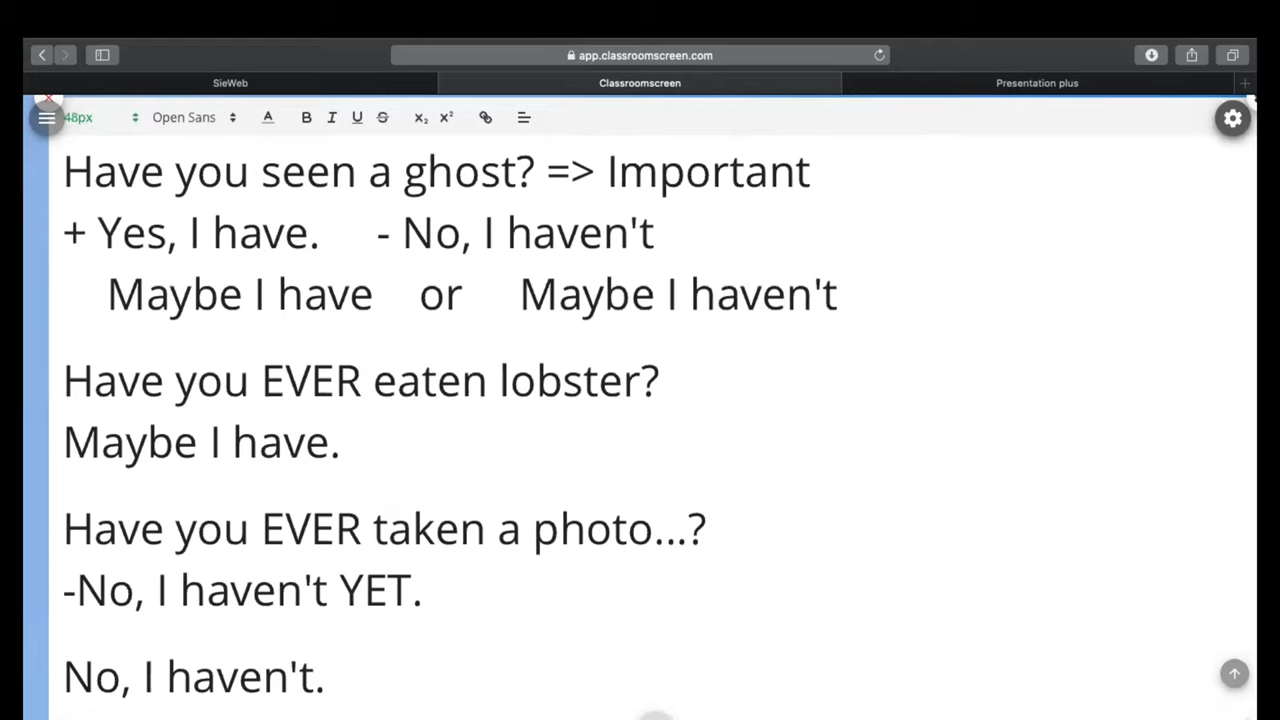 app.classroomscreen.com
SieWeb Classroomscreen Presentation plus
48px Open Sans A B I U S X₂ X²
Have you seen a ghost? => Important
+ Yes, I have. - No, I haven't
Maybe I have or Maybe I haven't
Have you EVER eaten lobster?
Maybe I have.
Have you EVER taken a photo...?
-No, I haven't YET.
No, I haven't.